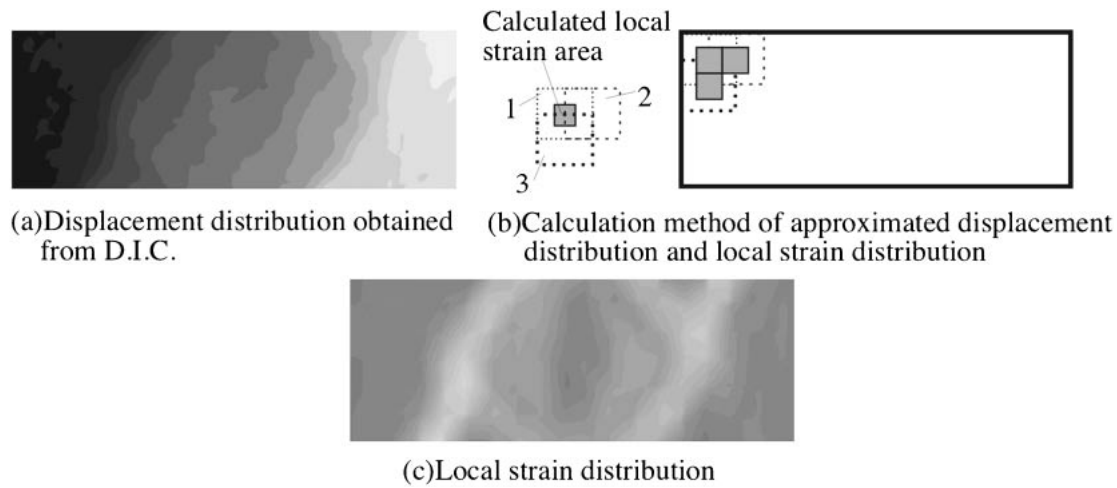 Calculated local
strain area
1
2
3
(a)Displacement distribution obtained
from D.I.C.
(b)Calculation method of approximated displacement
distribution and local strain distribution
(c)Local strain distribution